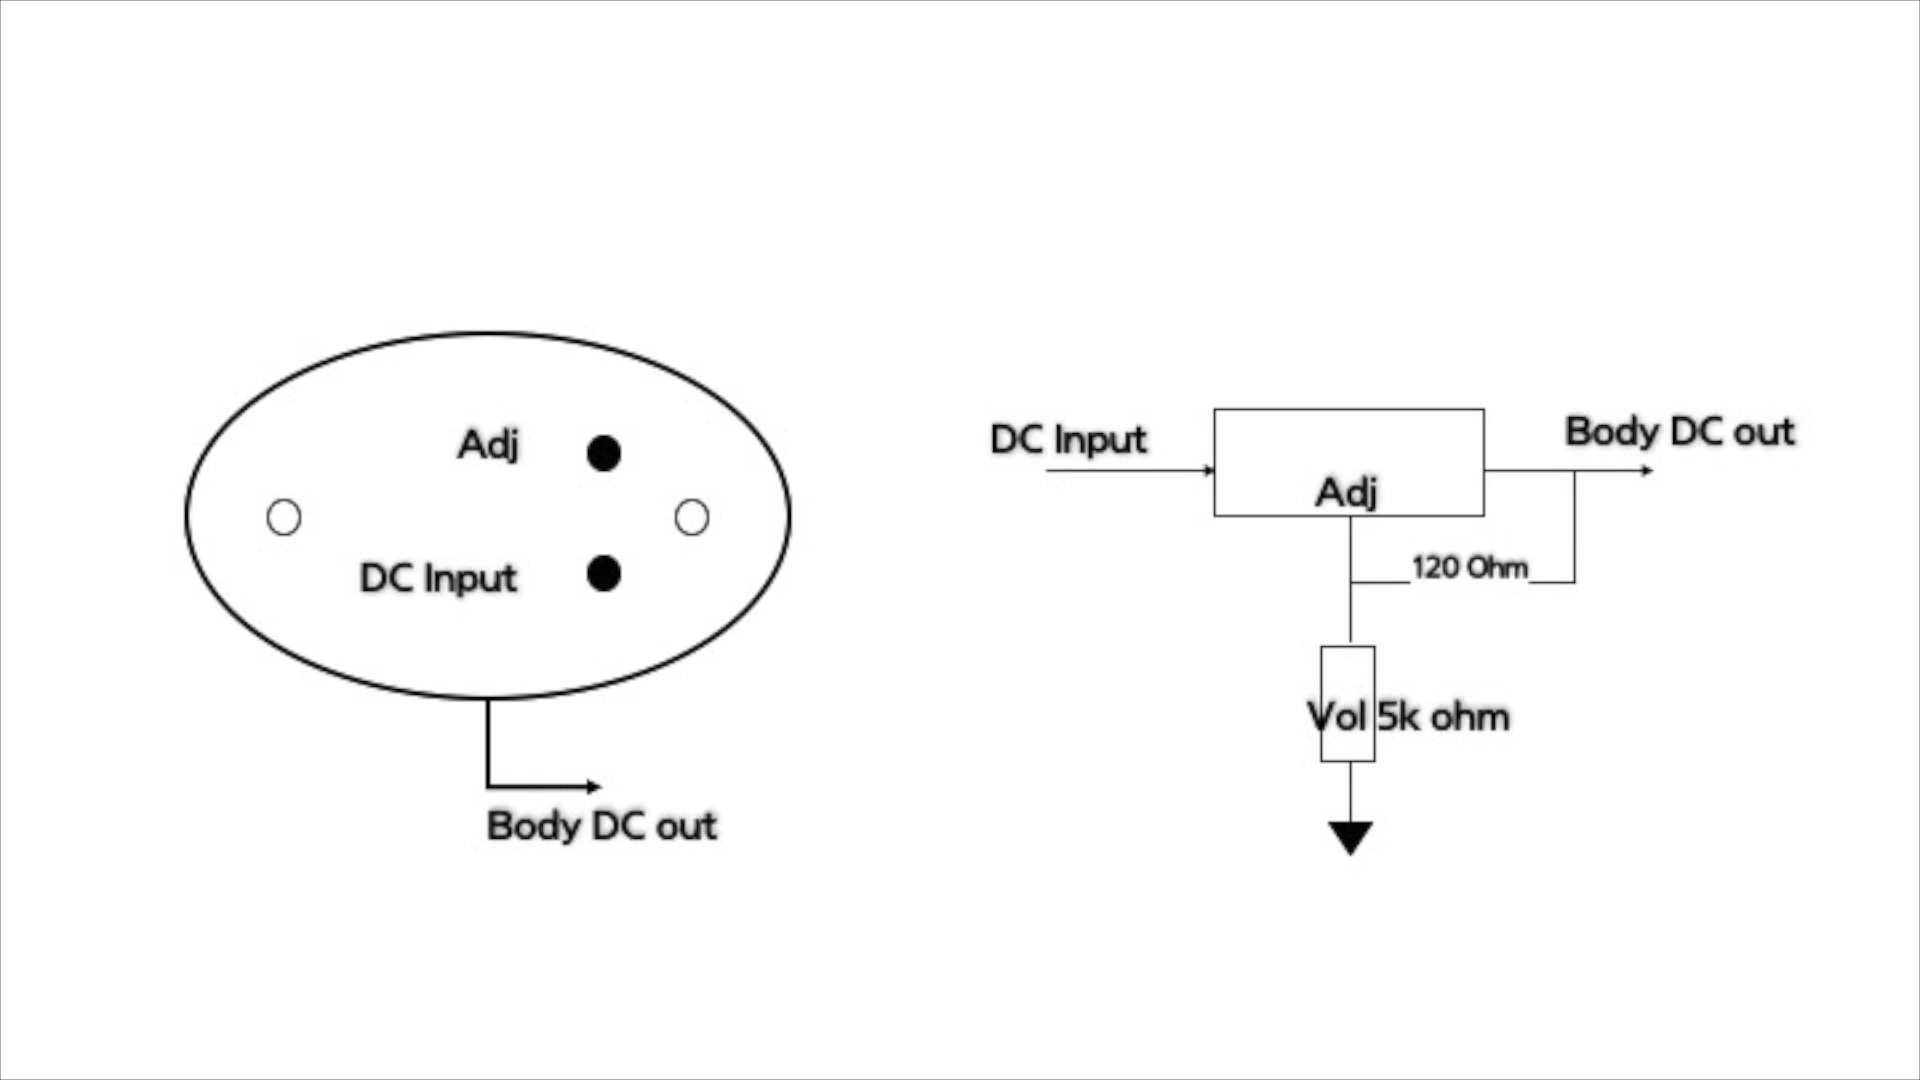 Adj
DC Input
Body DC out
DC Input
Body DC out
Adj
120 Ohm
Vol 5k ohm